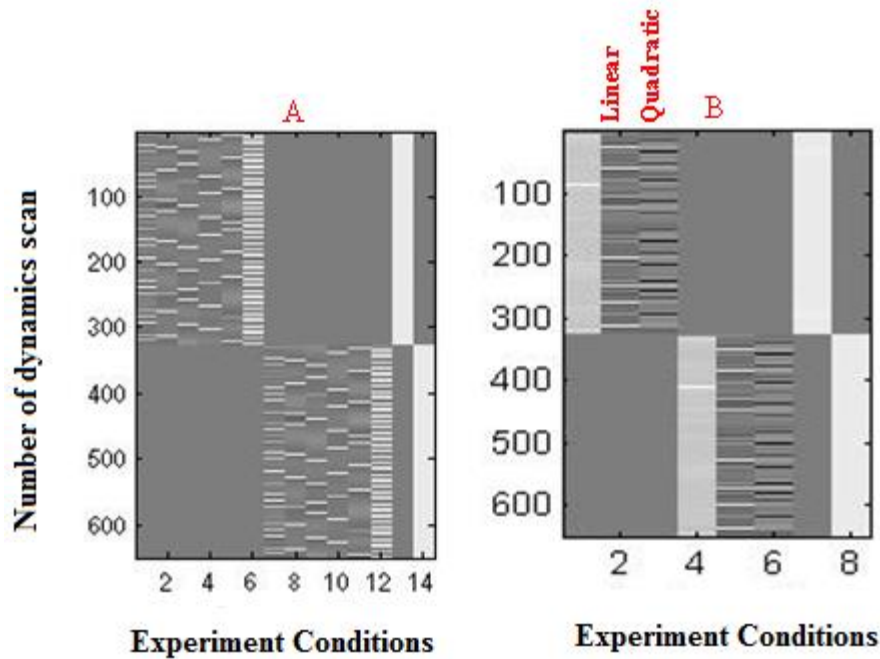 A
Linear
Quadratic
B
Number of dynamics scan
100
200
300
400
500
600
2 4 6 8 10 12 14
Experiment Conditions
100
200
300
400
500
600
2 4 6 8
Experiment Conditions